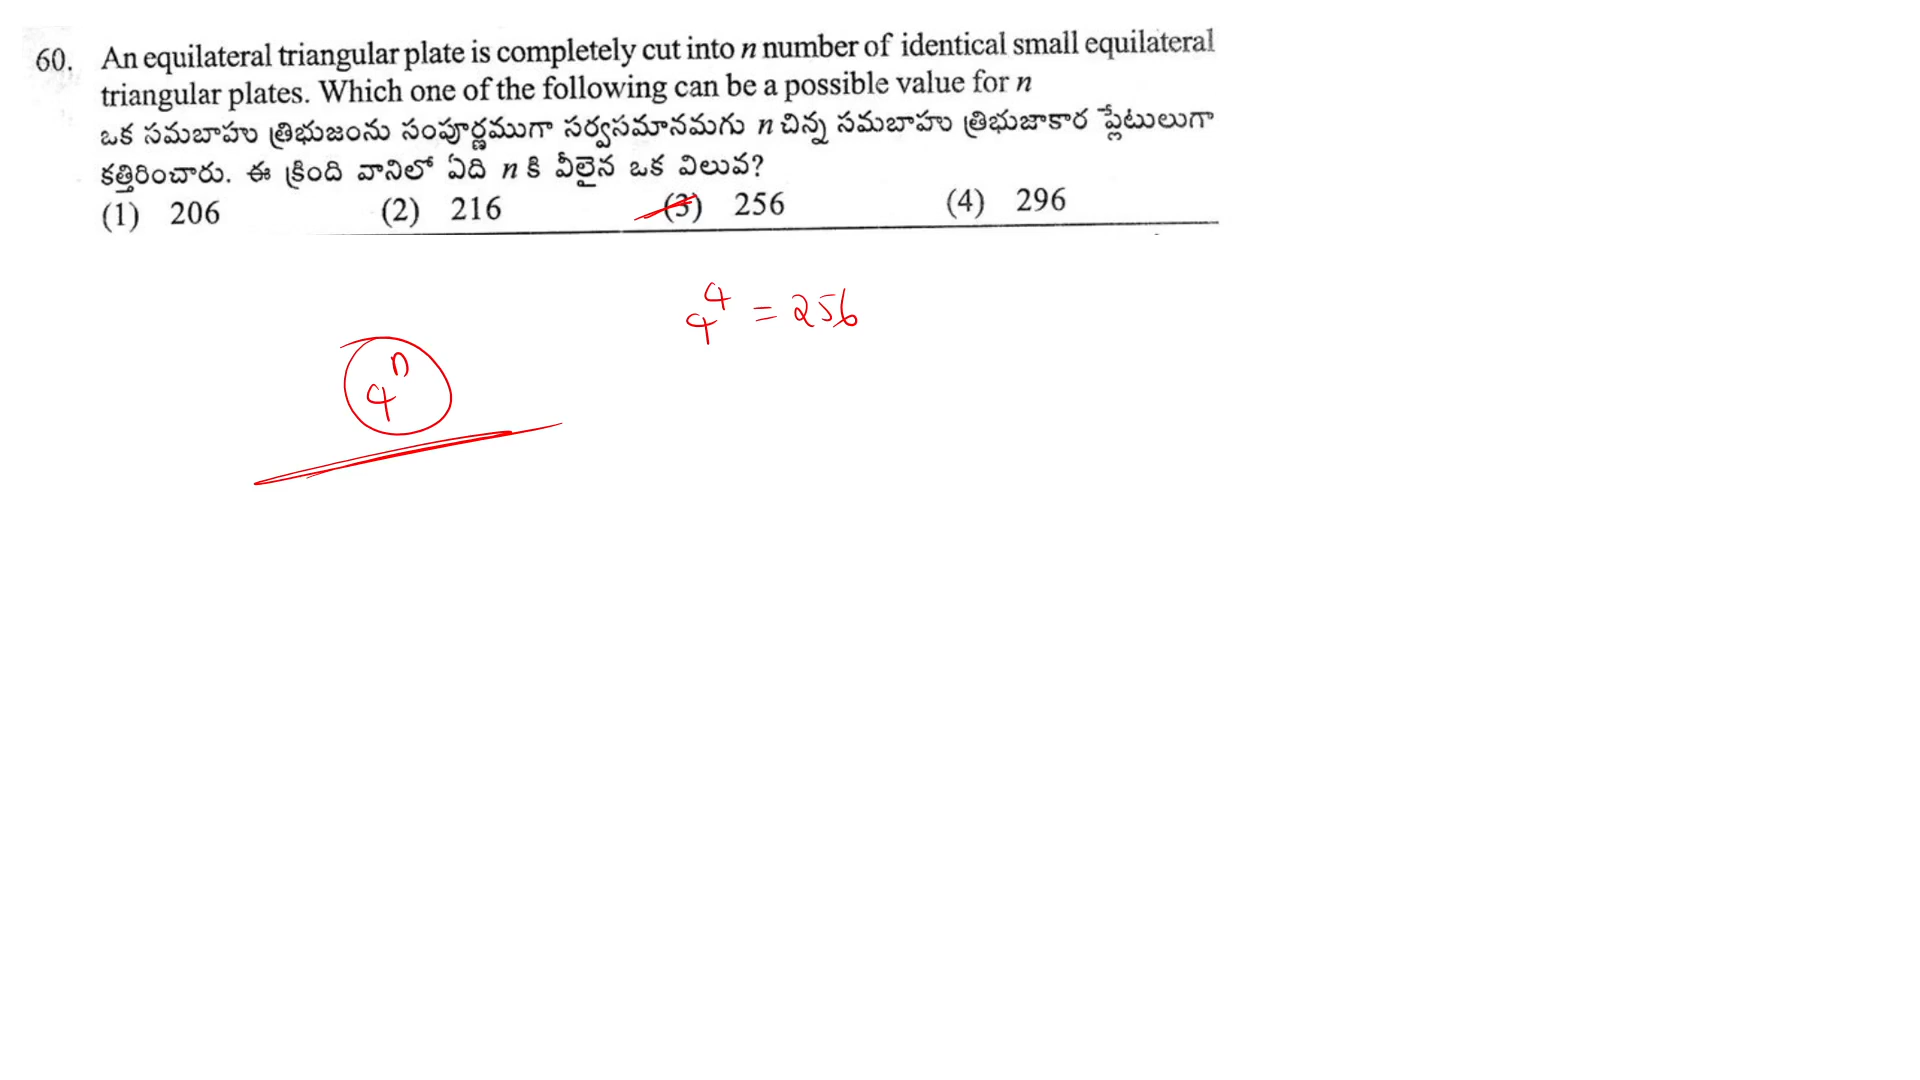 60. An equilateral triangular plate is completely cut into n number of identical small equilateral
triangular plates. Which one of the following can be a possible value for n
ఒక సమబాహు త్రిభుజంను సంపూర్ణముగా సర్వసమానమగు n చిన్న సమబాహు త్రిభుజాకార ప్లేటులుగా
కత్తిరించారు. ఈ క్రింది వానిలో ఏది n కి వీలైన ఒక విలువ?
(1) 206 (2) 216 (3) 256 (4) 296
4^4 = 256
4^n